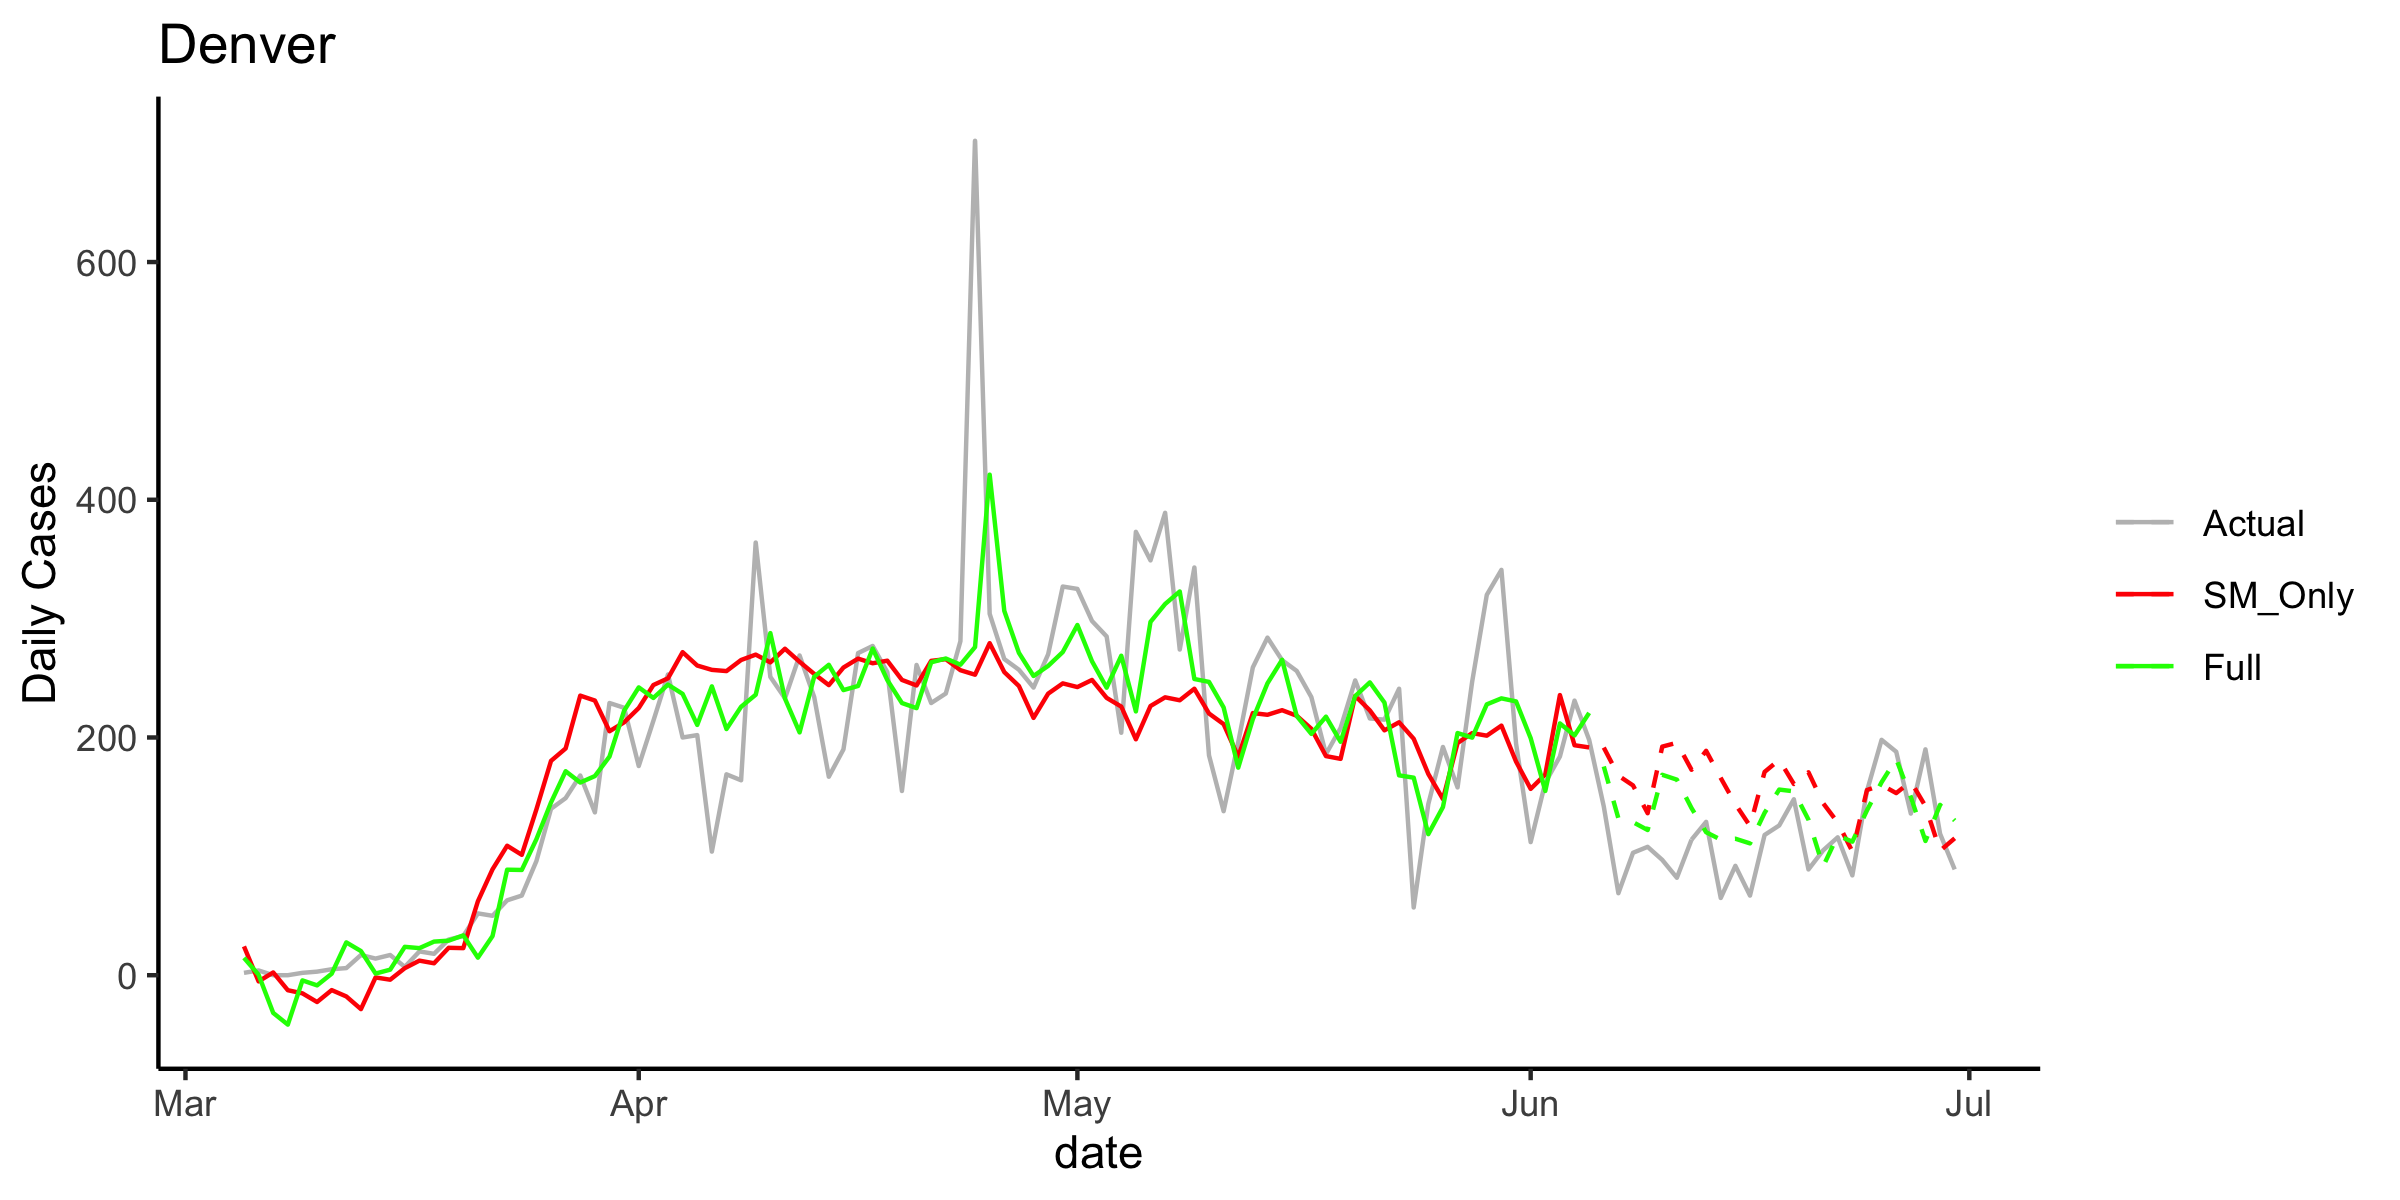 Denver
Daily Cases
600
400
200
0
Mar
Apr
May
Jun
Jul
date
Actual
SM_Only
Full